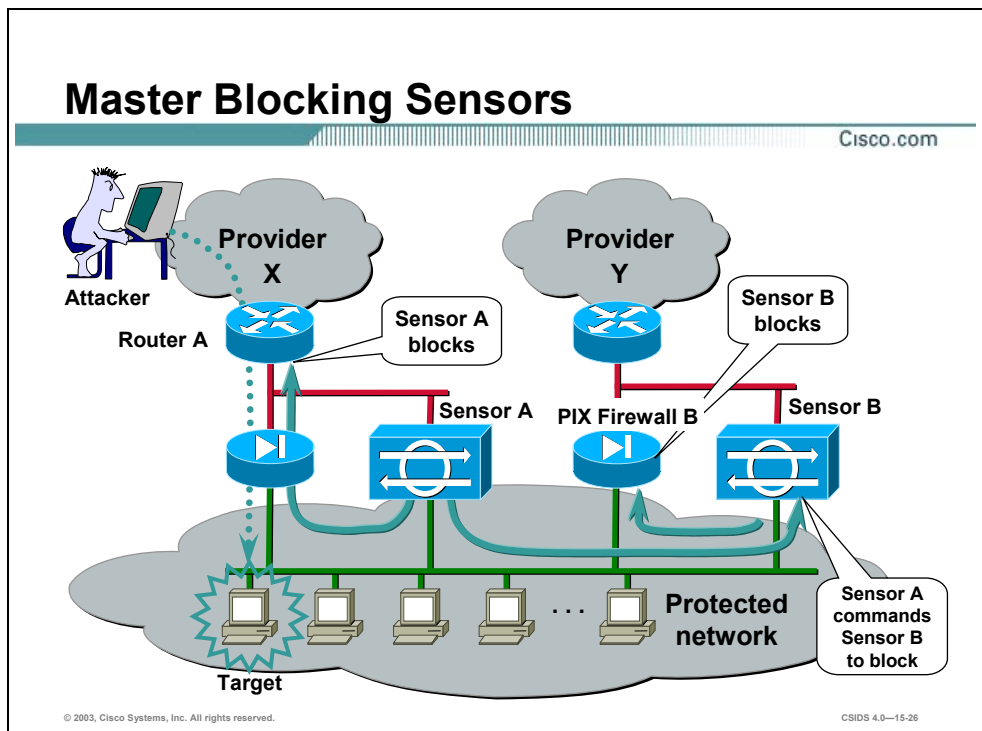 Master Blocking Sensors
Cisco.com
Provider
X
Provider
Y
Attacker
Sensor B
blocks
Router A
Sensor A
blocks
Sensor A
PIX Firewall B
Sensor B
...
Protected
network
Sensor A
commands
Sensor B
to block
Target
© 2003, Cisco Systems, Inc. All rights reserved.
CSIDS 4.0—15-26